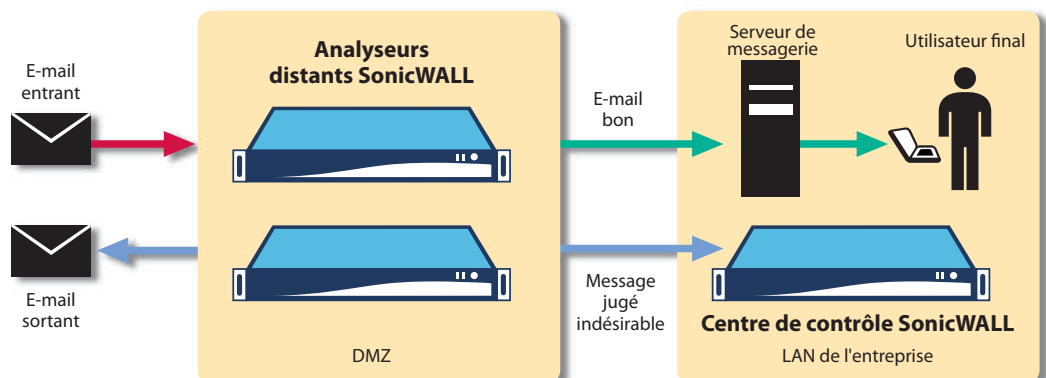 E-mail
entrant
Analyseurs
distants SonicWALL
E-mail
bon
Serveur de
messagerie
Utilisateur final
E-mail
sortant
Message
jugé
indésirable
DMZ
Centre de contrôle SonicWALL
LAN de l'entreprise